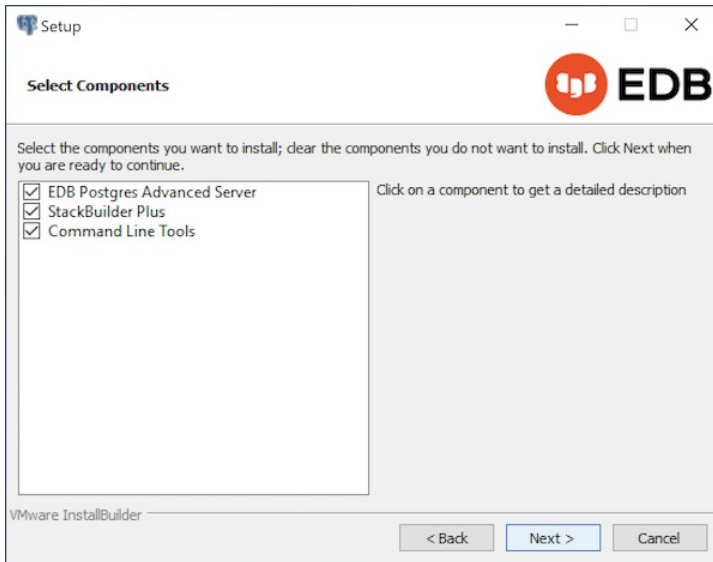 Setup
Select Components
EDB
Select the components you want to install; clear the components you do not want to install. Click Next when
you are ready to continue.
EDB Postgres Advanced Server
StackBuilder Plus
Command Line Tools
Click on a component to get a detailed description
VMware InstallBuilder
< Back
Next >
Cancel